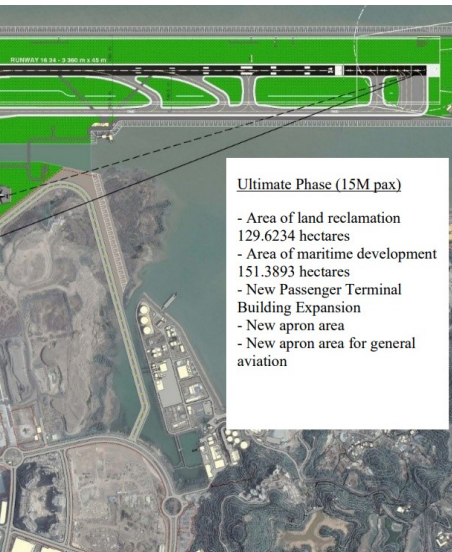 RUNWAY 16 34 - 3 360 m x 45 m
34
Ultimate Phase (15M pax)
- Area of land reclamation
129.6234 hectares
- Area of maritime development
151.3893 hectares
- New Passenger Terminal
Building Expansion
- New apron area
- New apron area for general
aviation